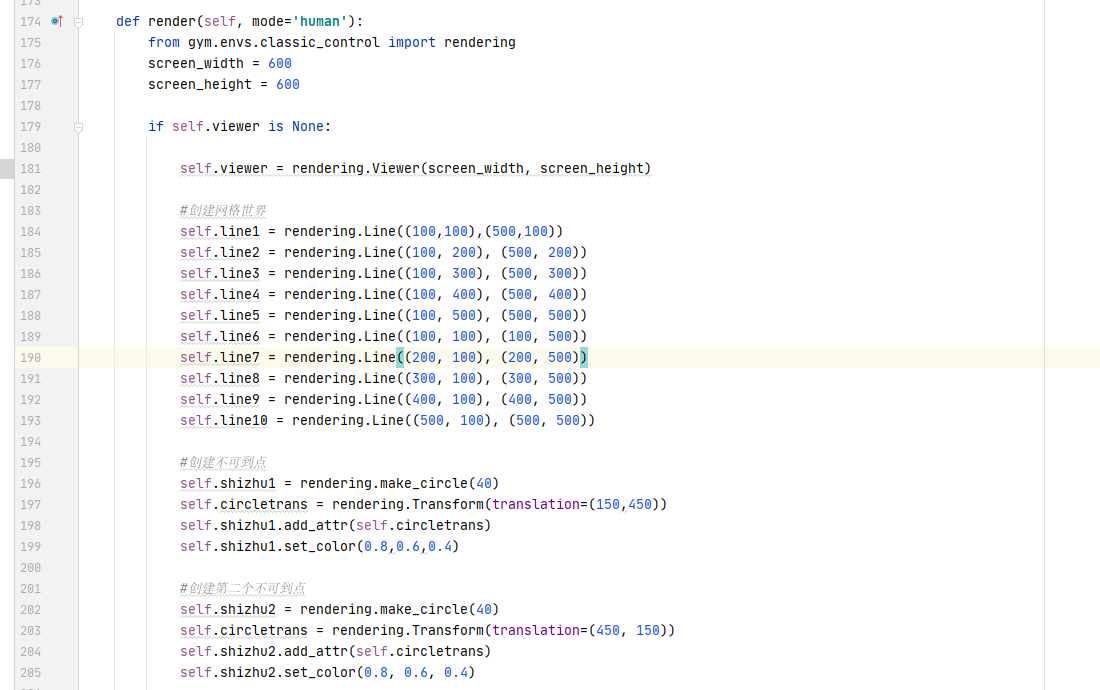 173
174 def render(self, mode='human'):
175 from gym.envs.classic_control import rendering
176 screen_width = 600
177 screen_height = 600
178
179 if self.viewer is None:
180
181 self.viewer = rendering.Viewer(screen_width, screen_height)
182
183 #创建网格世界
184 self.line1 = rendering.Line((100,100),(500,100))
185 self.line2 = rendering.Line((100, 200), (500, 200))
186 self.line3 = rendering.Line((100, 300), (500, 300))
187 self.line4 = rendering.Line((100, 400), (500, 400))
188 self.line5 = rendering.Line((100, 500), (500, 500))
189 self.line6 = rendering.Line((100, 100), (100, 500))
190 self.line7 = rendering.Line((200, 100), (200, 500))
191 self.line8 = rendering.Line((300, 100), (300, 500))
192 self.line9 = rendering.Line((400, 100), (400, 500))
193 self.line10 = rendering.Line((500, 100), (500, 500))
194
195 #创建不可到点
196 self.shizhu1 = rendering.make_circle(40)
197 self.circletrans = rendering.Transform(translation=(150,450))
198 self.shizhu1.add_attr(self.circletrans)
199 self.shizhu1.set_color(0.8,0.6,0.4)
200
201 #创建第二个不可到点
202 self.shizhu2 = rendering.make_circle(40)
203 self.circletrans = rendering.Transform(translation=(450, 150))
204 self.shizhu2.add_attr(self.circletrans)
205 self.shizhu2.set_color(0.8, 0.6, 0.4)